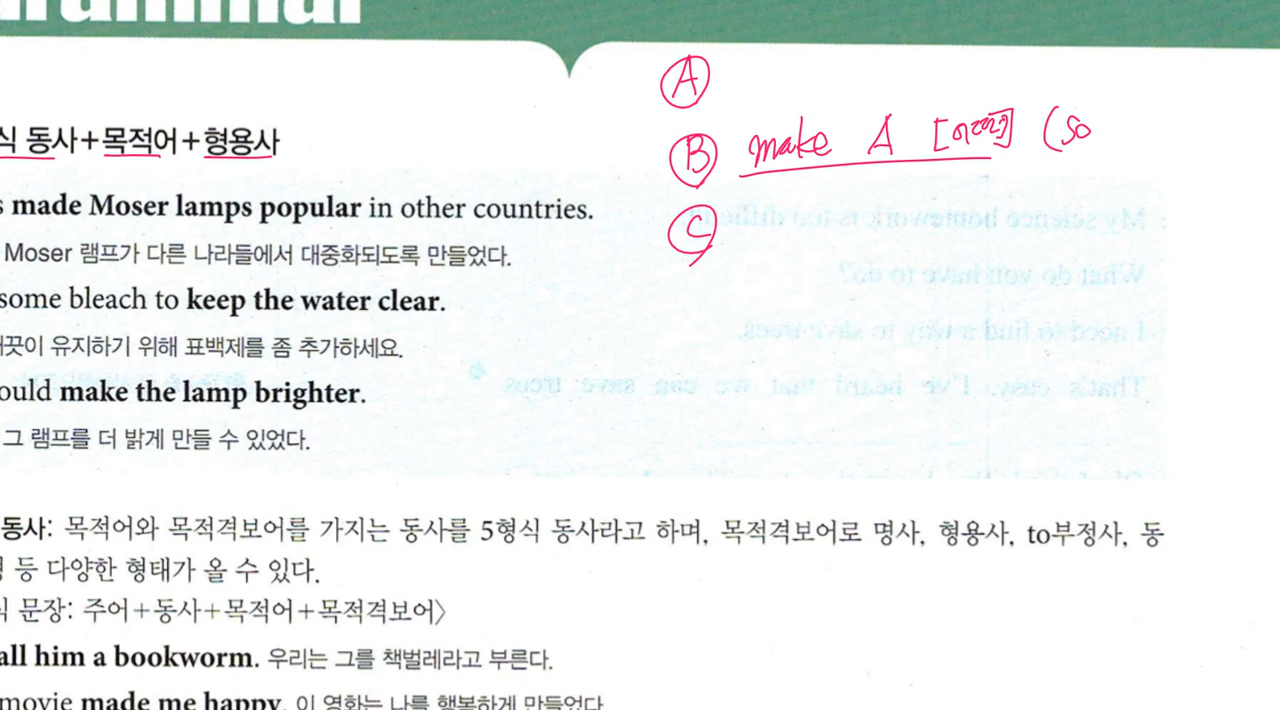 A
식 동사+목적어+형용사
B make A (so
s made Moser lamps popular in other countries.
C
Moser 램프가 다른 나라들에서 대중화되도록 만들었다.
some bleach to keep the water clear.
끗이 유지하기 위해 표백제를 좀 추가하세요.
ould make the lamp brighter.
그 램프를 더 밝게 만들 수 있었다.
동사: 목적어와 목적격보어를 가지는 동사를 5형식 동사라고 하며, 목적격보어로 명사, 형용사, to부정사, 동
등 다양한 형태가 올 수 있다.
식 문장: 주어+동사+목적어+목적격보어〉
all him a bookworm. 우리는 그를 책벌레라고 부른다.
movie made me happy. 이 영화는 나를 행복하게 만들었다